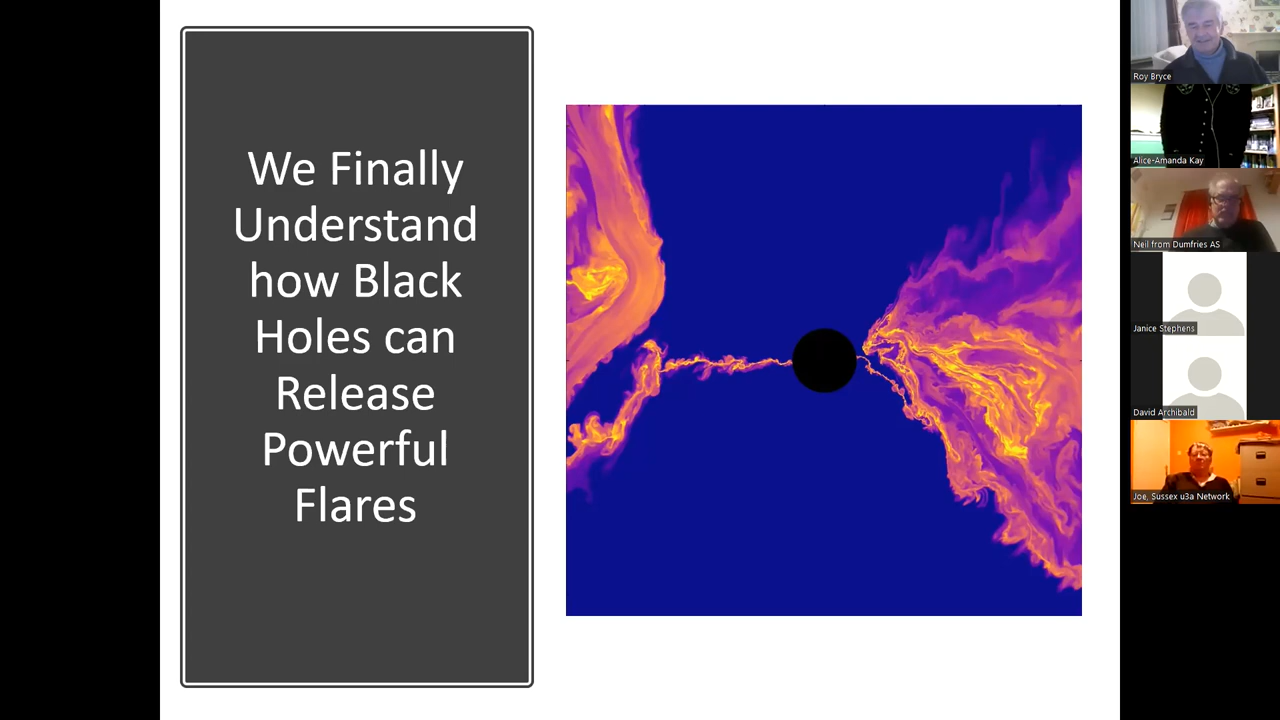 We Finally
Understand
how Black
Holes can
Release
Powerful
Flares
Roy Bryce
Alice-Amanda Kay
Neil from Dumfries AS
Janice Stephens
David Archibald
Joe, Sussex u3a Network